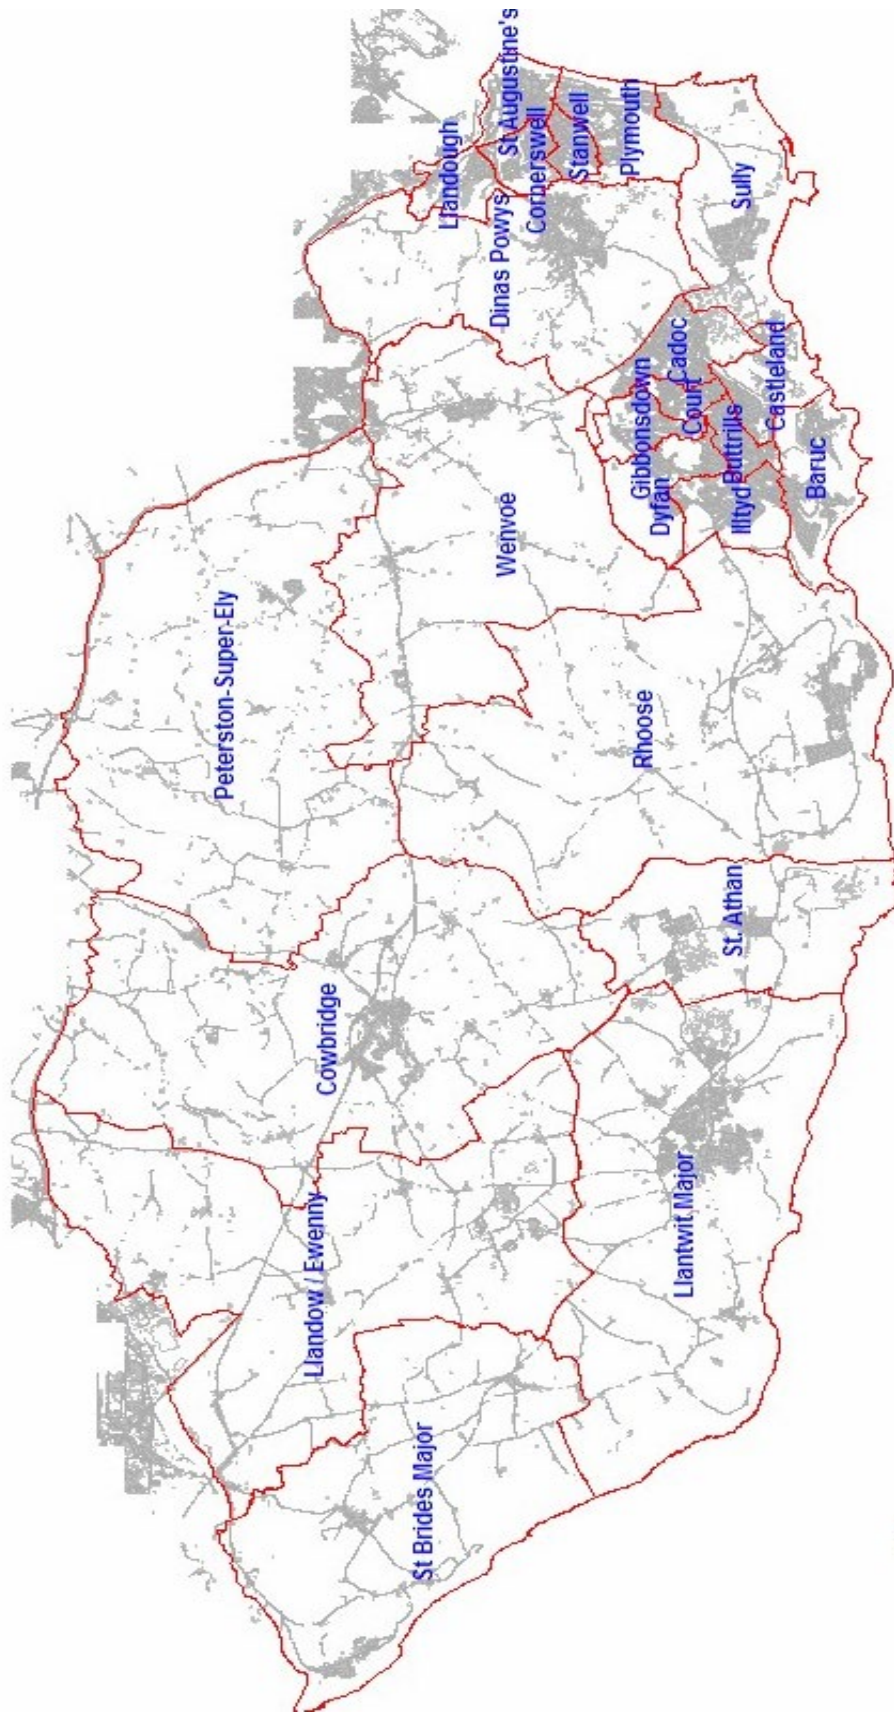 St Augustine's
Llandough
Cornerswell
Stanwell
Plymouth
Dinas Powys
Sully
Cadoc
Gibbonsdown
Court
Castleland
Buttrills
Dyfan
Illtyd
Baruc
Wenvoe
Peterston-Super-Ely
Rhoose
St. Athan
Cowbridge
Llantwit Major
Llandow / Ewenny
St Brides Major